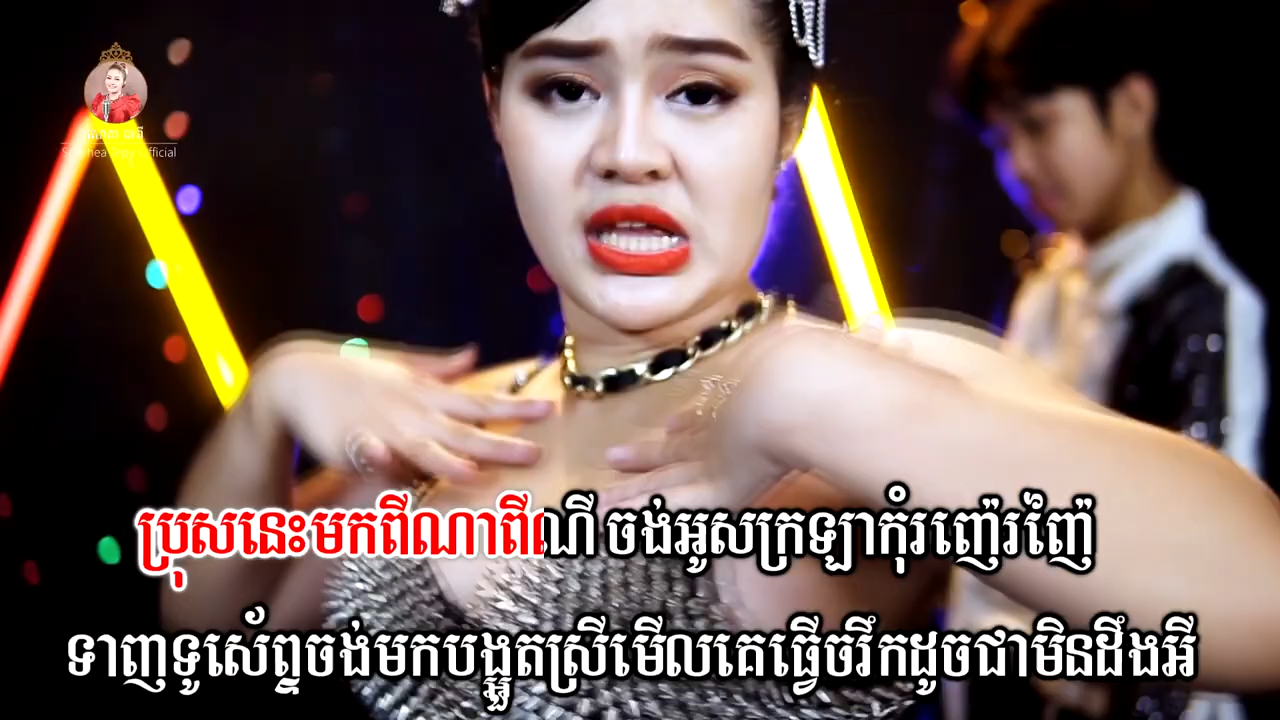 Official
ប្រុសនេះមកពីណាពីណី ចង់អូសក្រឡាកុំរញ៉េរញ៉ៃ
ទាញទូរស័ព្ទចង់មកបង្អួតស្រីមើលគេធ្វើចរឹកដូចជាមិនដឹងអី